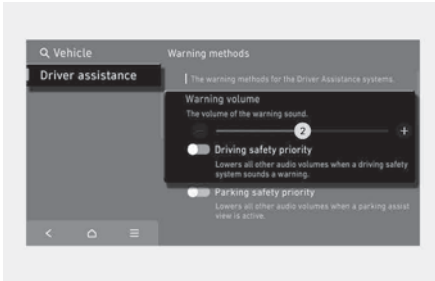 Vehicle
Warning methods
Driver assistance
The warning methods for the Driver Assistance systems.
Warning volume
The volume of the warning sound.
2
Driving safety priority
Lowers all other audio volumes when a driving safety
system sounds a warning.
Parking safety priority
Lowers all other audio volumes when a parking assist
view is active.